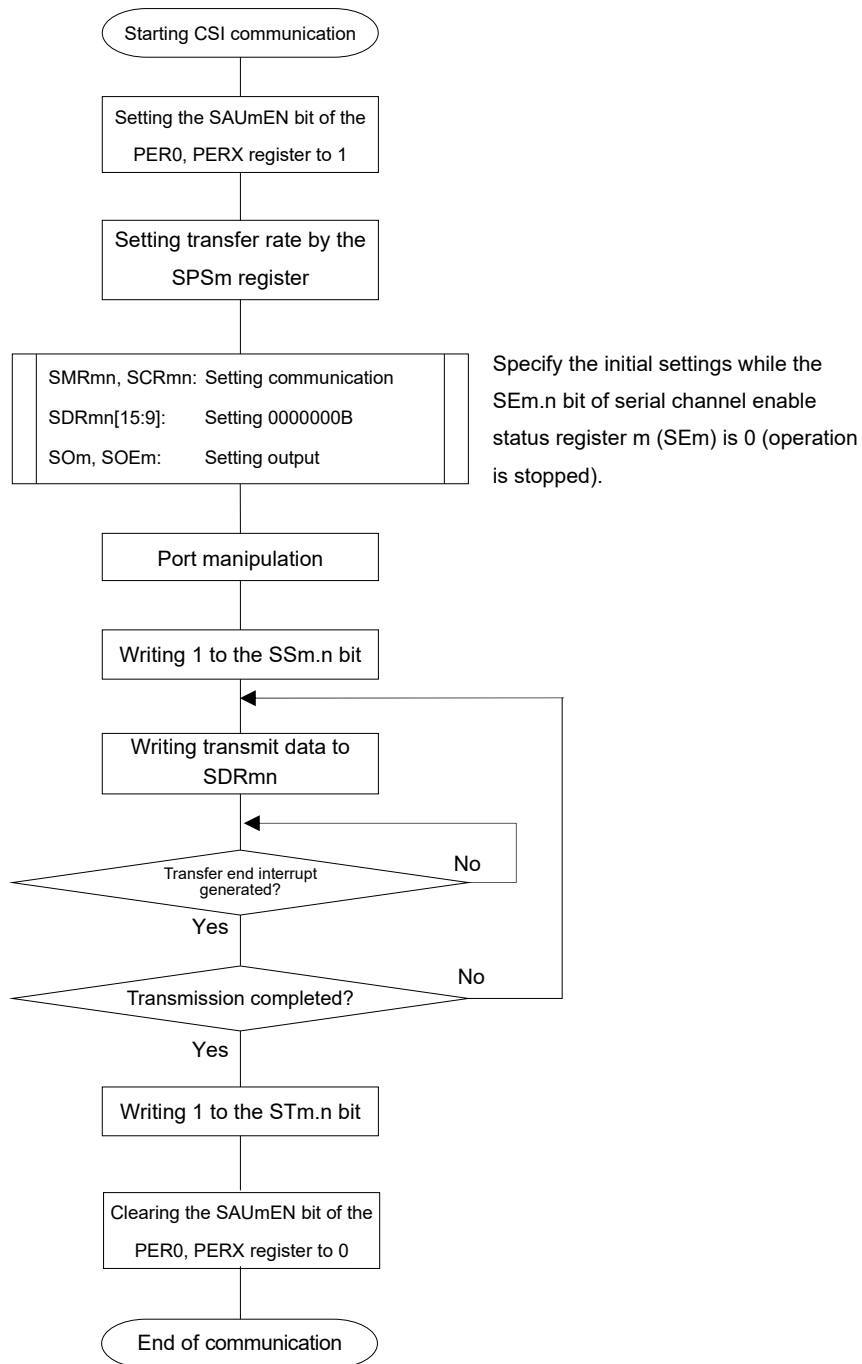 Starting CSI communication
Setting the SAUmEN bit of the
PER0, PERX register to 1
Setting transfer rate by the
SPSm register
SMRmn, SCRmn: Setting communication
SDRmn[15:9]: Setting 0000000B
SOm, SOEm: Setting output
Specify the initial settings while the
SEm.n bit of serial channel enable
status register m (SEm) is 0 (operation
is stopped).
Port manipulation
Writing 1 to the SSm.n bit
Writing transmit data to
SDRmn
Transfer end interrupt
generated?
No
Yes
Transmission completed?
No
Yes
Writing 1 to the STm.n bit
Clearing the SAUmEN bit of the
PER0, PERX register to 0
End of communication